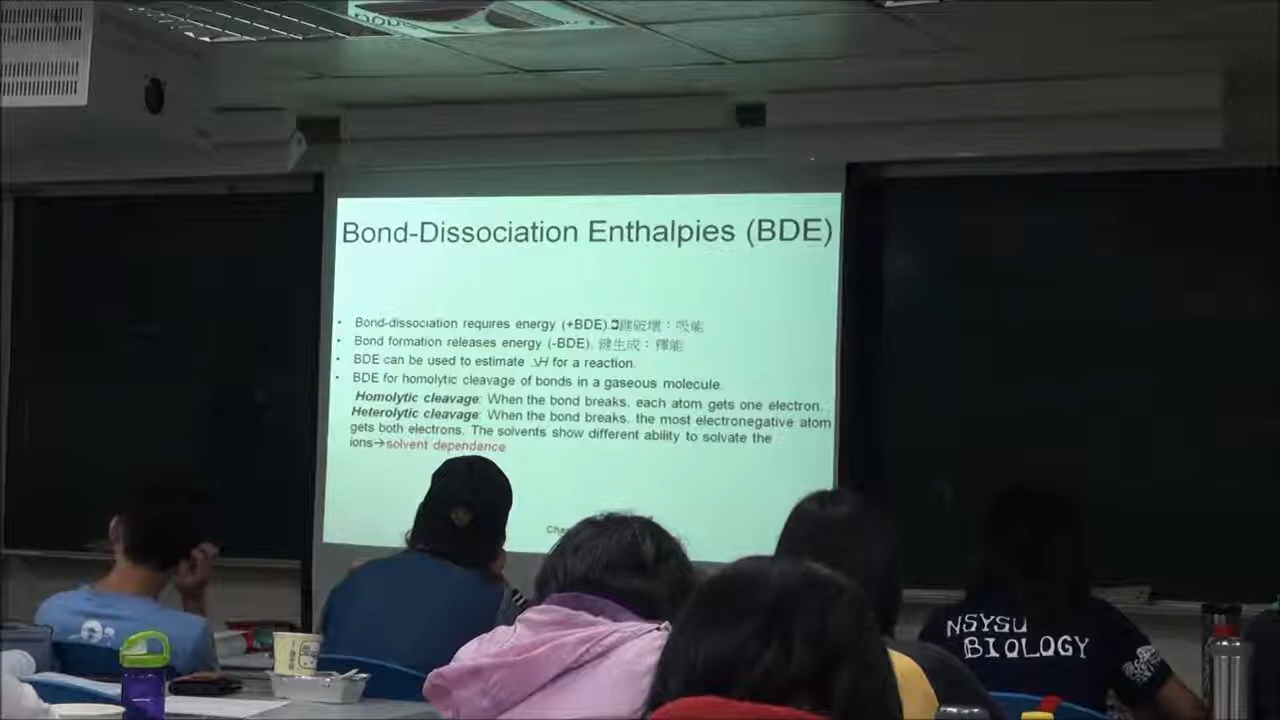 Bond-Dissociation Enthalpies (BDE)
• Bond-dissociation requires energy (+BDE). 鍵破壞：吸能
• Bond formation releases energy (-BDE). 鍵生成：釋能
• BDE can be used to estimate ΔH for a reaction.
• BDE for homolytic cleavage of bonds in a gaseous molecule.
Homolytic cleavage: When the bond breaks, each atom gets one electron.
Heterolytic cleavage: When the bond breaks, the most electronegative atom
gets both electrons. The solvents show different ability to solvate the
ions→solvent dependence
NSYSU
BIOLOGY